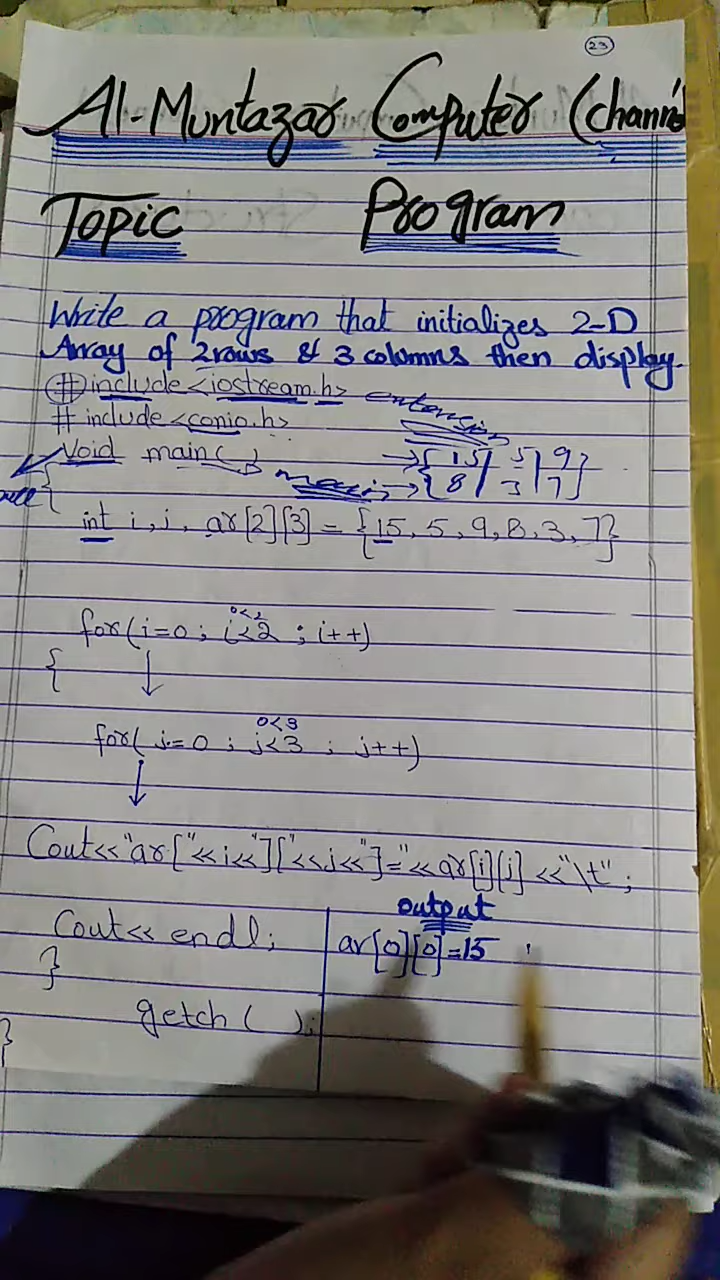 23
Al-Muntazar Computer (channe
Topic Program
Write a program that initializes 2-D
Array of 2 rows & 3 columns then display.
#include <iostream.h> extension
#include <conio.h>
Void main( ) → { 15 | 5 | 9 }
→ { 8 | 3 | 7 }
{
int i, j, ar[2][3] = {15, 5, 9, 8, 3, 7}
0<2
for(i=0 ; i<2 ; i++)
{
0<3
for( j=0 ; j<3 ; j++)
Cout<<"ar["<<i<<"]["<<j<<"]="<<ar[i][j] <<"\t" ;
output
Cout<< endl; ar[0][0]=15
}
getch ( );
}